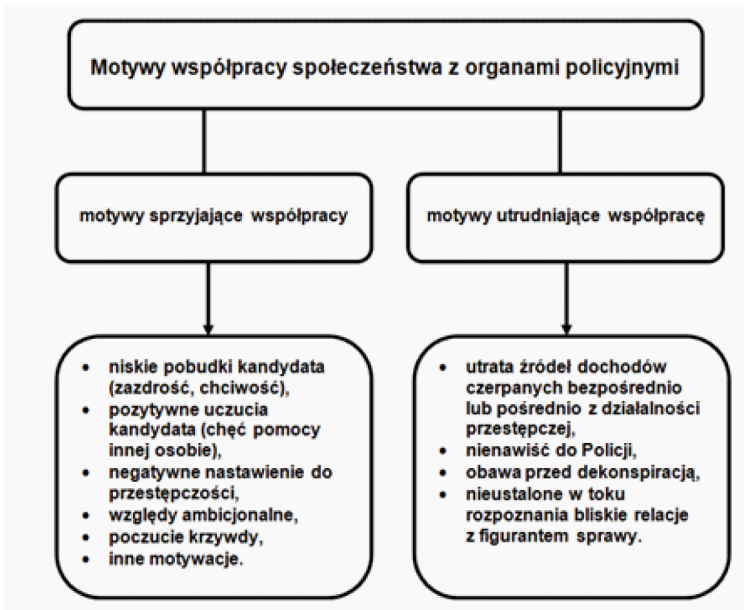 Motywy współpracy społeczeństwa z organami policyjnymi
motywy sprzyjające współpracy
motywy utrudniające współpracę
• niskie pobudki kandydata
(zazdrość, chciwość),
• pozytywne uczucia
kandydata (chęć pomocy
innej osobie),
• negatywne nastawienie do
przestępczości,
• względy ambicjonalne,
• poczucie krzywdy,
• inne motywacje.
• utrata źródeł dochodów
czerpanych bezpośrednio
lub pośrednio z działalności
przestępczej,
• nienawiść do Policji,
• obawa przed dekonspiracją,
• nieustalone w toku
rozpoznania bliskie relacje
z figurantem sprawy.